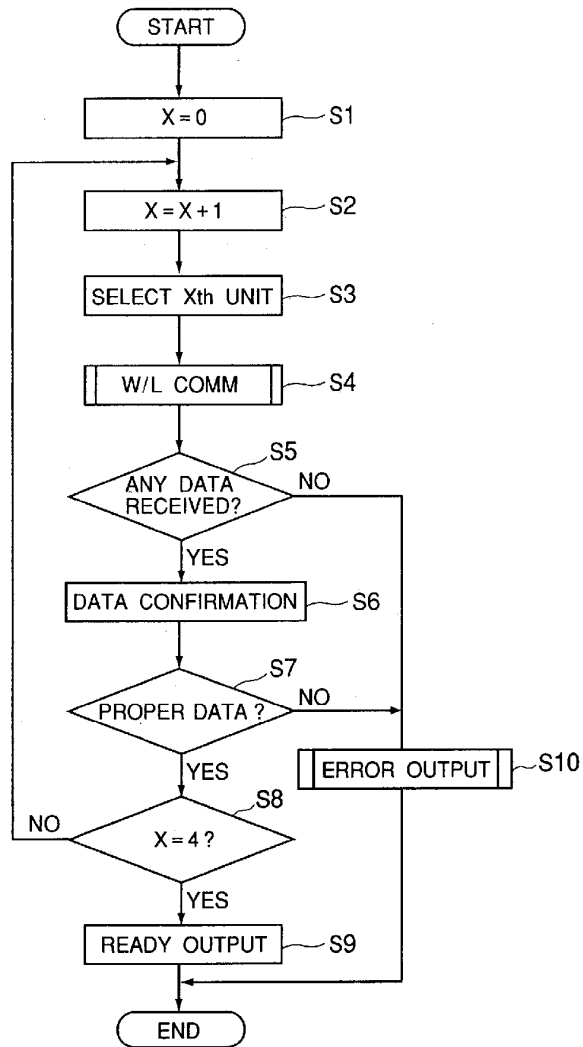 START
X=0
S1
X=X+1
S2
SELECT Xth UNIT
S3
W/L COMM
S4
S5
ANY DATA
RECEIVED?
NO
YES
DATA CONFIRMATION
S6
S7
PROPER DATA ?
NO
YES
ERROR OUTPUT
S10
S8
NO
X=4 ?
YES
READY OUTPUT
S9
END